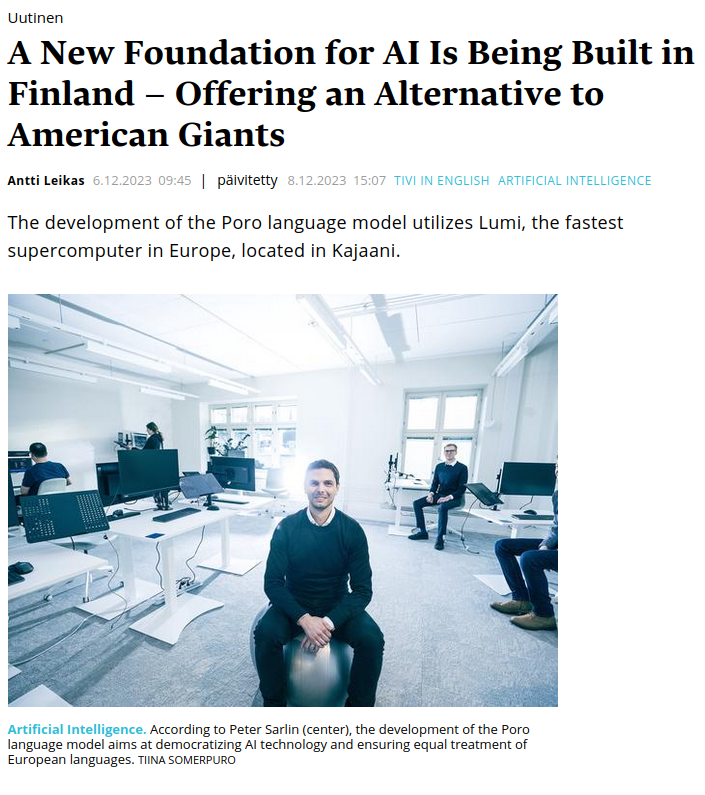 Uutinen
A New Foundation for AI Is Being Built in
Finland – Offering an Alternative to
American Giants
Antti Leikas 6.12.2023 09:45 | päivitetty 8.12.2023 15:07 TIVI IN ENGLISH ARTIFICIAL INTELLIGENCE
The development of the Poro language model utilizes Lumi, the fastest
supercomputer in Europe, located in Kajaani.
Artificial Intelligence. According to Peter Sarlin (center), the development of the Poro
language model aims at democratizing AI technology and ensuring equal treatment of
European languages. TIINA SOMERPURO